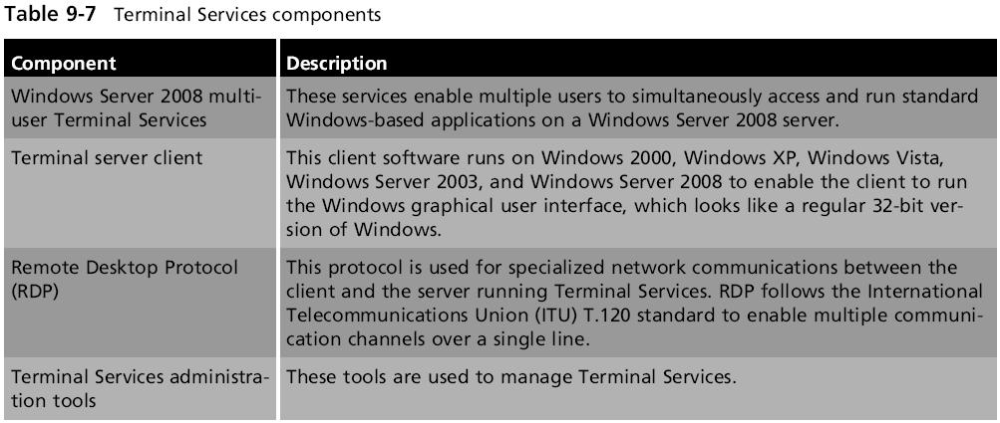 Table 9-7 Terminal Services components
Component Description
Windows Server 2008 multi-
user Terminal Services
These services enable multiple users to simultaneously access and run standard
Windows-based applications on a Windows Server 2008 server.
Terminal server client
This client software runs on Windows 2000, Windows XP, Windows Vista,
Windows Server 2003, and Windows Server 2008 to enable the client to run
the Windows graphical user interface, which looks like a regular 32-bit ver-
sion of Windows.
Remote Desktop Protocol
(RDP)
This protocol is used for specialized network communications between the
client and the server running Terminal Services. RDP follows the International
Telecommunications Union (ITU) T.120 standard to enable multiple communi-
cation channels over a single line.
Terminal Services administra-
tion tools
These tools are used to manage Terminal Services.